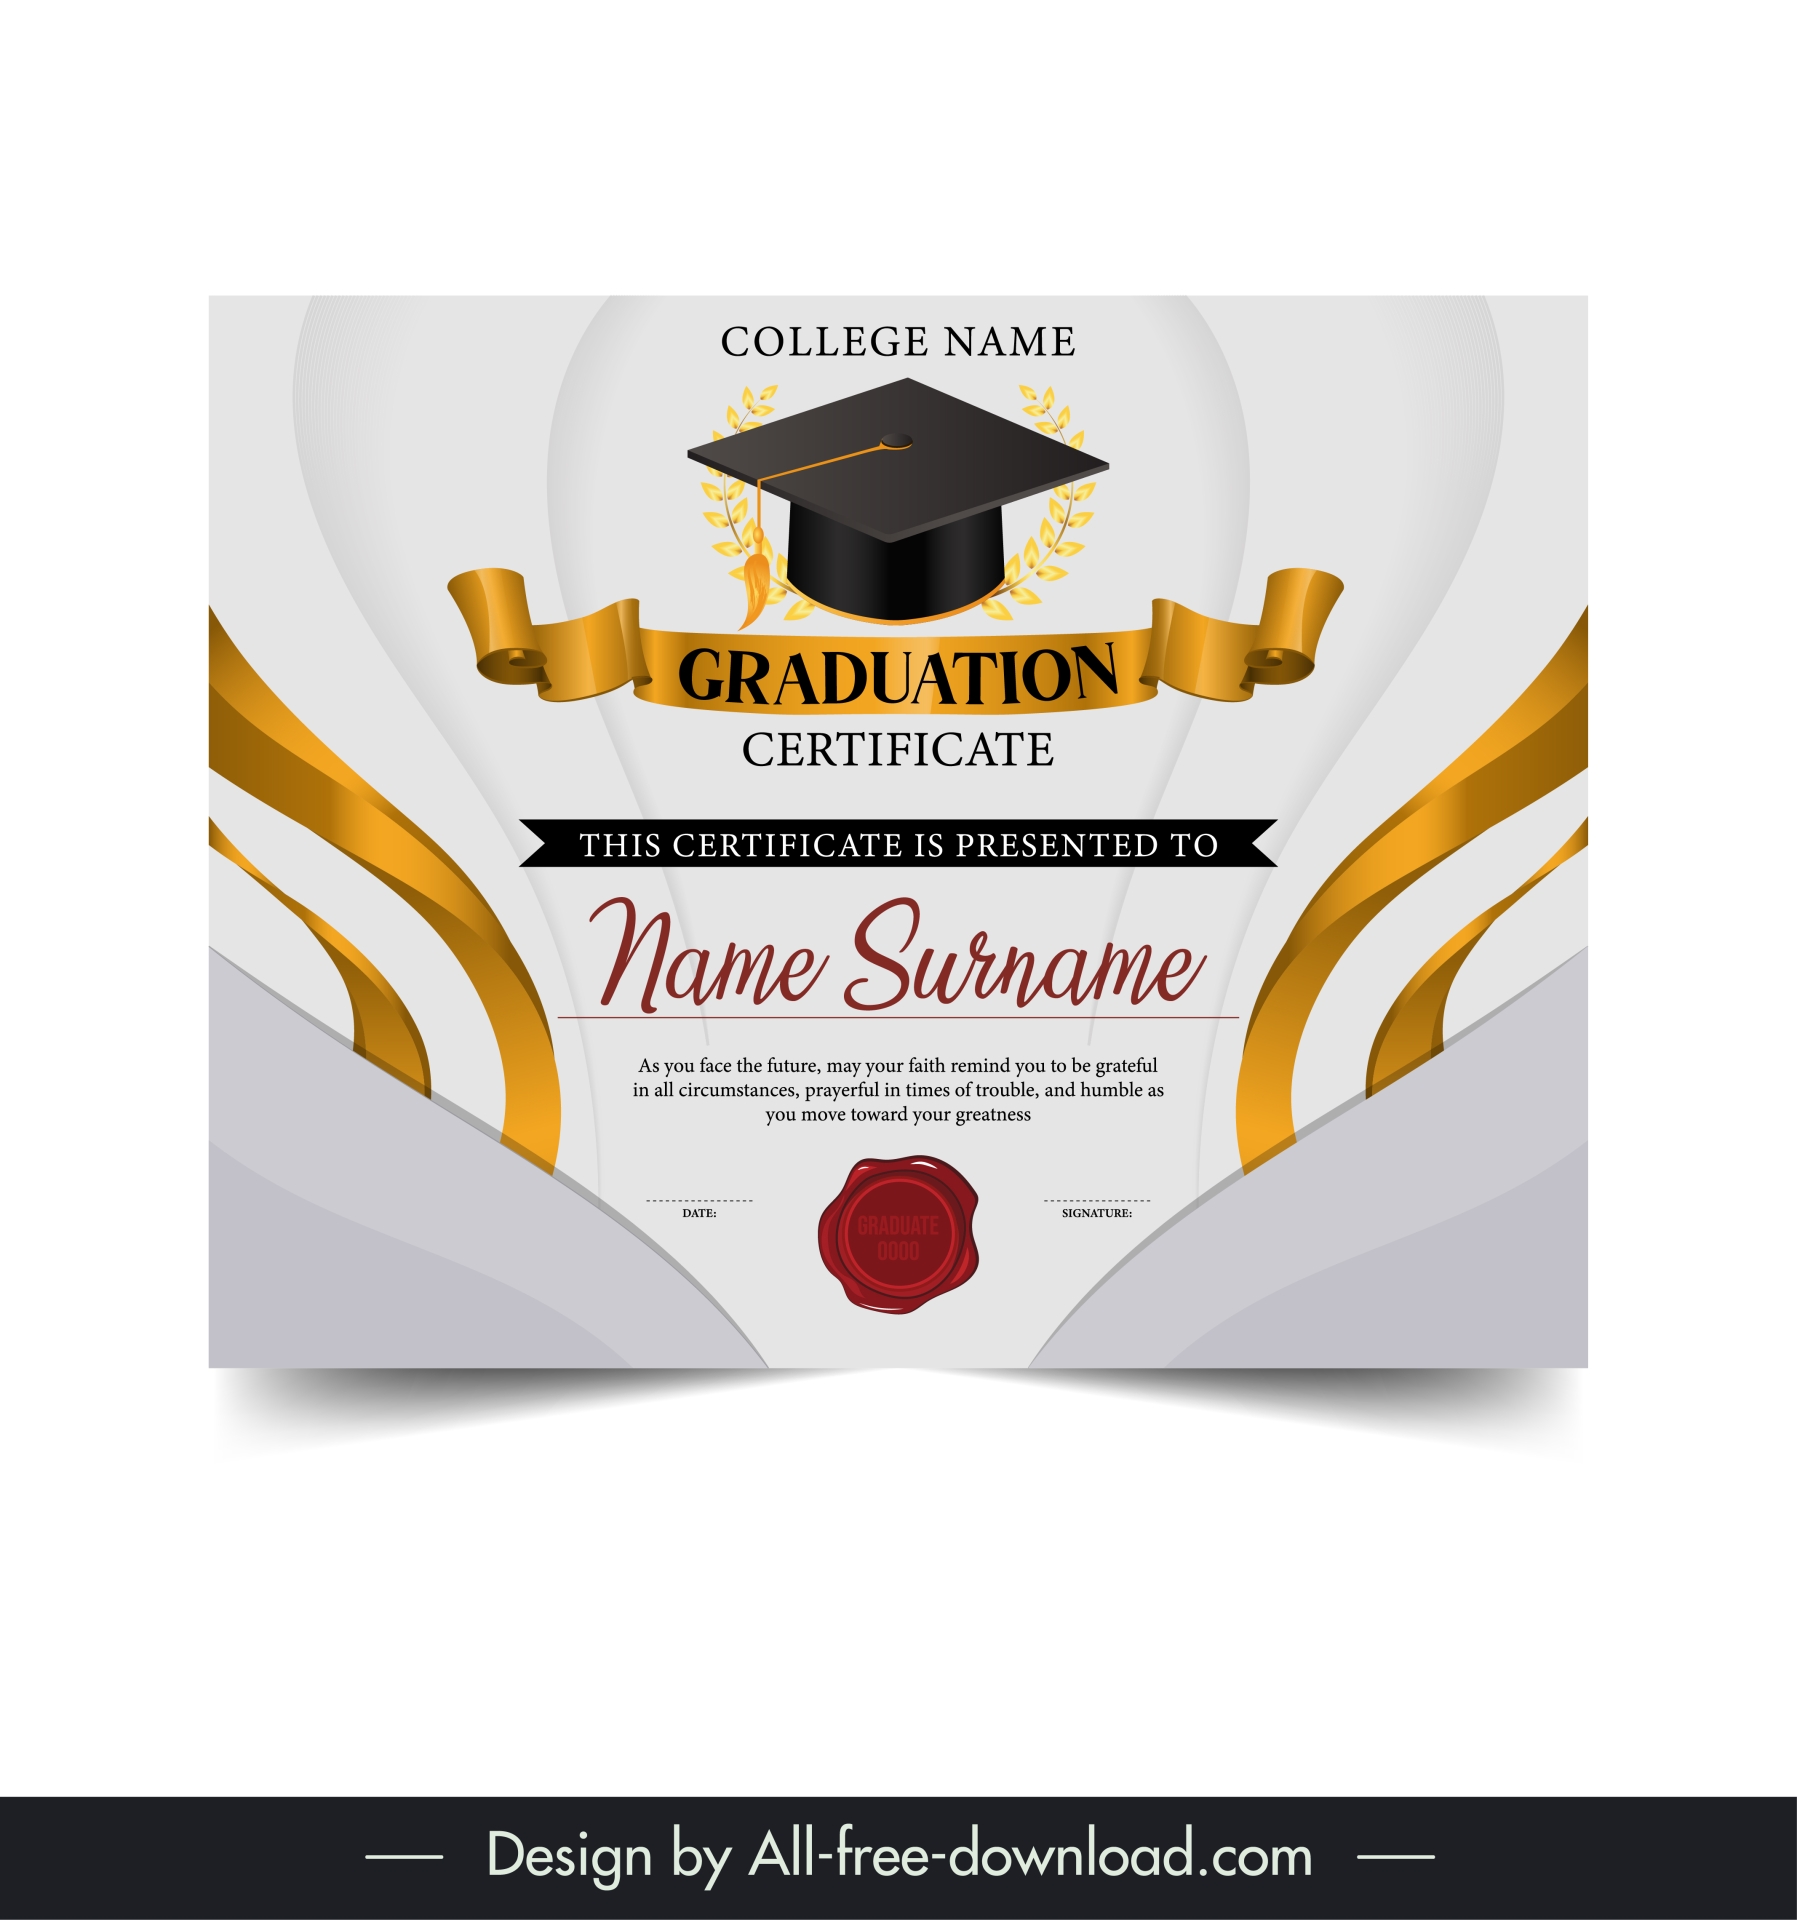 COLLEGE NAME
GRADUATION
CERTIFICATE
THIS CERTIFICATE IS PRESENTED TO
Name Surname
As you face the future, may your faith remind you to be grateful
in all circumstances, prayerful in times of trouble, and humble as
you move toward your greatness
DATE:
GRADUATE
0000
SIGNATURE:
Design by All-free-download.com